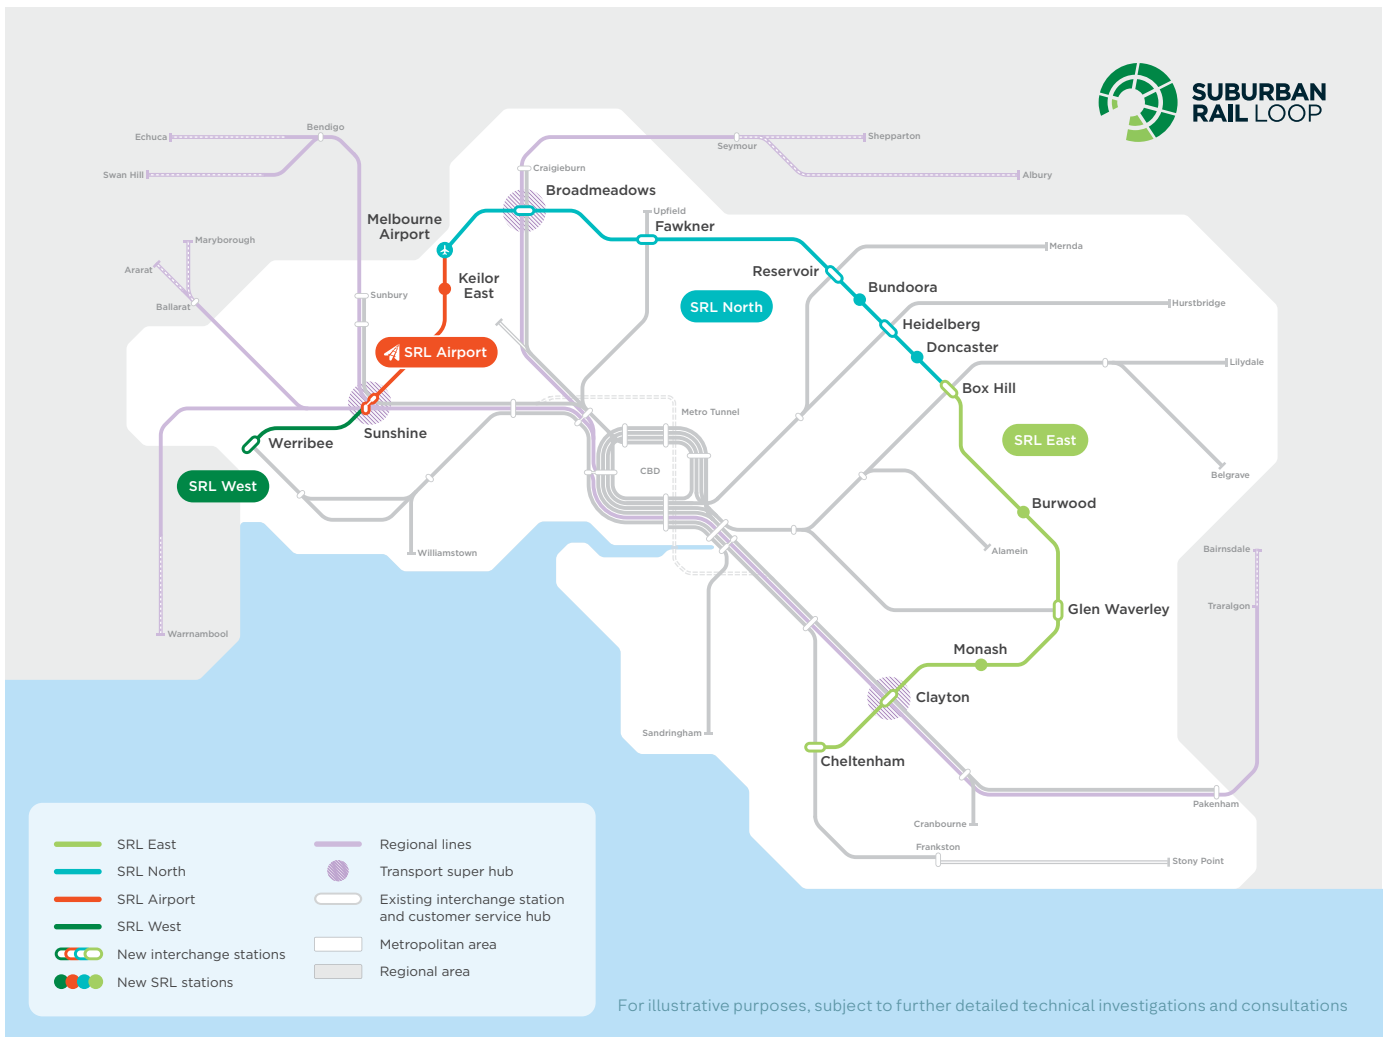 SUBURBAN
RAIL LOOP
Echuca
Bendigo
Swan Hill
Craigieburn
Seymour
Shepparton
Albury
Broadmeadows
Melbourne
Airport
Upfield
Fawkner
Maryborough
Ararat
Ballarat
Sunbury
Keilor
East
SRL North
Reservoir
Bundoora
Heidelberg
Doncaster
Box Hill
Mernda
Hurstbridge
Lilydale
Belgrave
SRL Airport
Metro Tunnel
CBD
Sunshine
Werribee
SRL West
SRL East
Burwood
Williamstown
Alamein
Bairnsdale
Traralgon
Glen Waverley
Warrnambool
Monash
Clayton
Sandringham
Cheltenham
Pakenham
Cranbourne
Frankston
Stony Point
SRL East
SRL North
SRL Airport
SRL West
New interchange stations
New SRL stations
Regional lines
Transport super hub
Existing interchange station
and customer service hub
Metropolitan area
Regional area
For illustrative purposes, subject to further detailed technical investigations and consultations